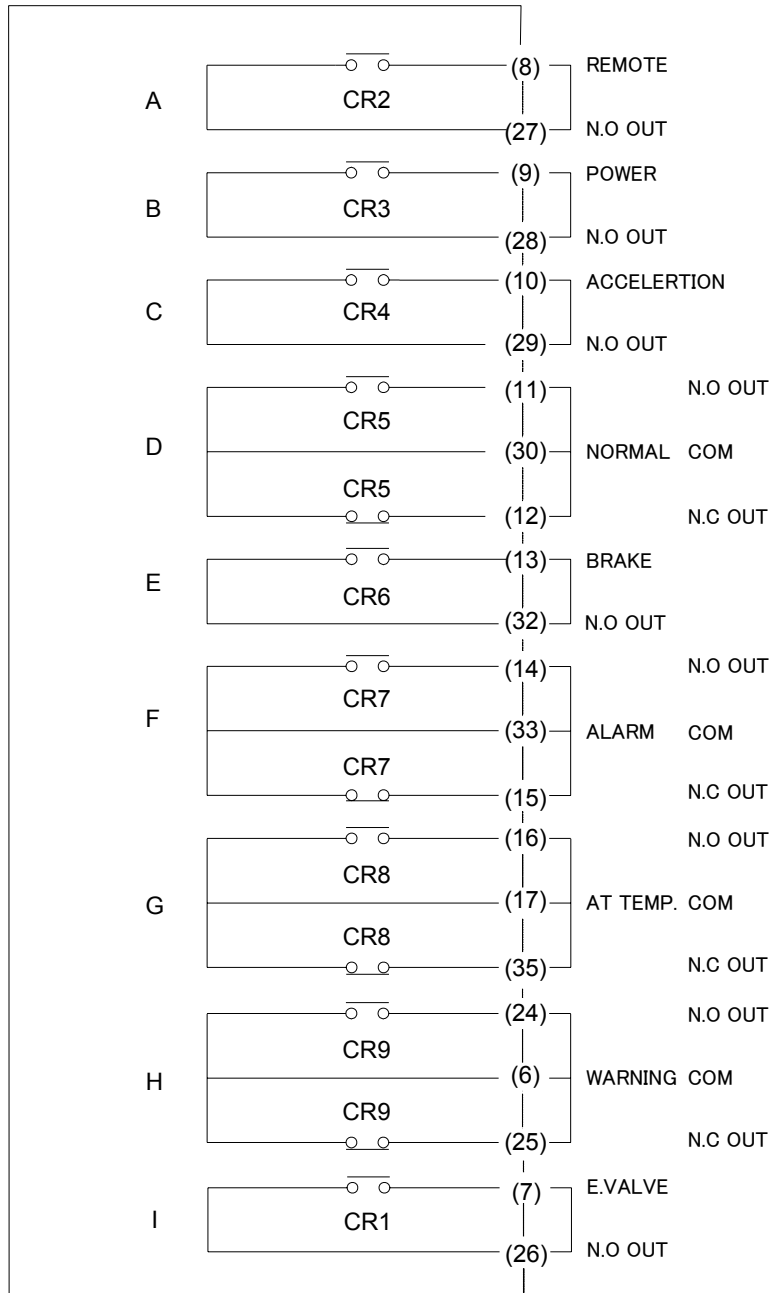 (8) REMOTE
A CR2
(27) N.O OUT
(9) POWER
B CR3
(28) N.O OUT
(10) ACCELERTION
C CR4
(29) N.O OUT
(11) N.O OUT
CR5
D (30) NORMAL COM
CR5
(12) N.C OUT
(13) BRAKE
E CR6
(32) N.O OUT
(14) N.O OUT
CR7
F (33) ALARM COM
CR7
(15) N.C OUT
(16) N.O OUT
CR8
G (17) AT TEMP. COM
CR8
(35) N.C OUT
(24) N.O OUT
CR9
H (6) WARNING COM
CR9
(25) N.C OUT
(7) E.VALVE
I CR1
(26) N.O OUT